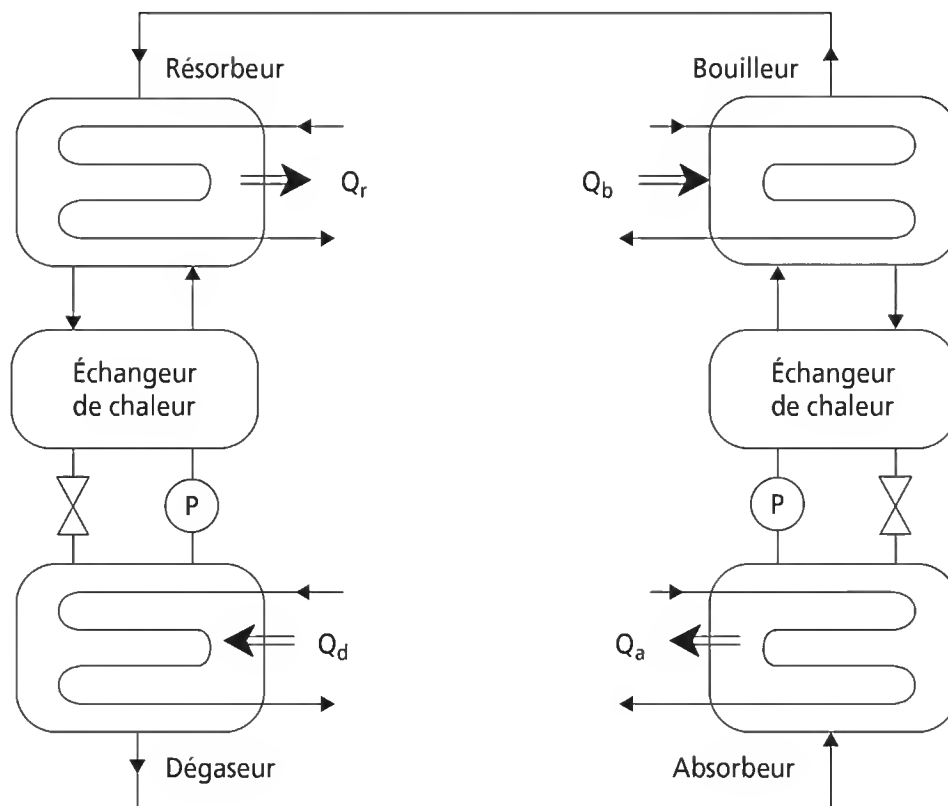 Résorbeur
Bouilleur
Qr
Qb
Échangeur
de chaleur
Échangeur
de chaleur
P
P
Qd
Qa
Dégaseur
Absorbeur